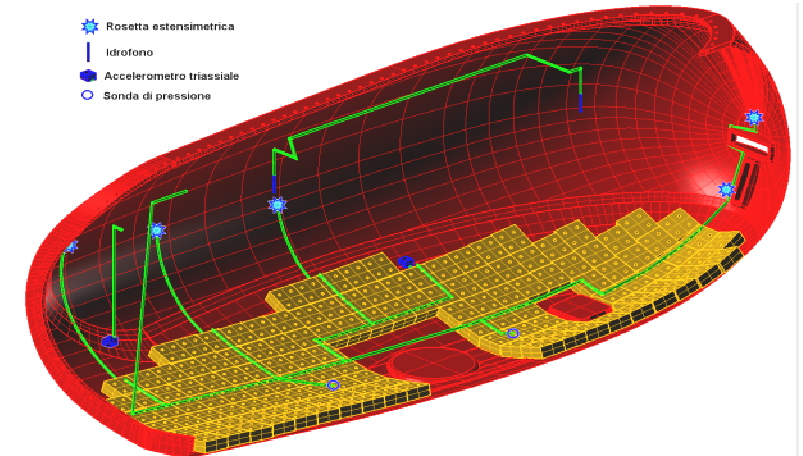 Rosetta estensimetrica
Idrofono
Accelerometro triassiale
Sonda di pressione